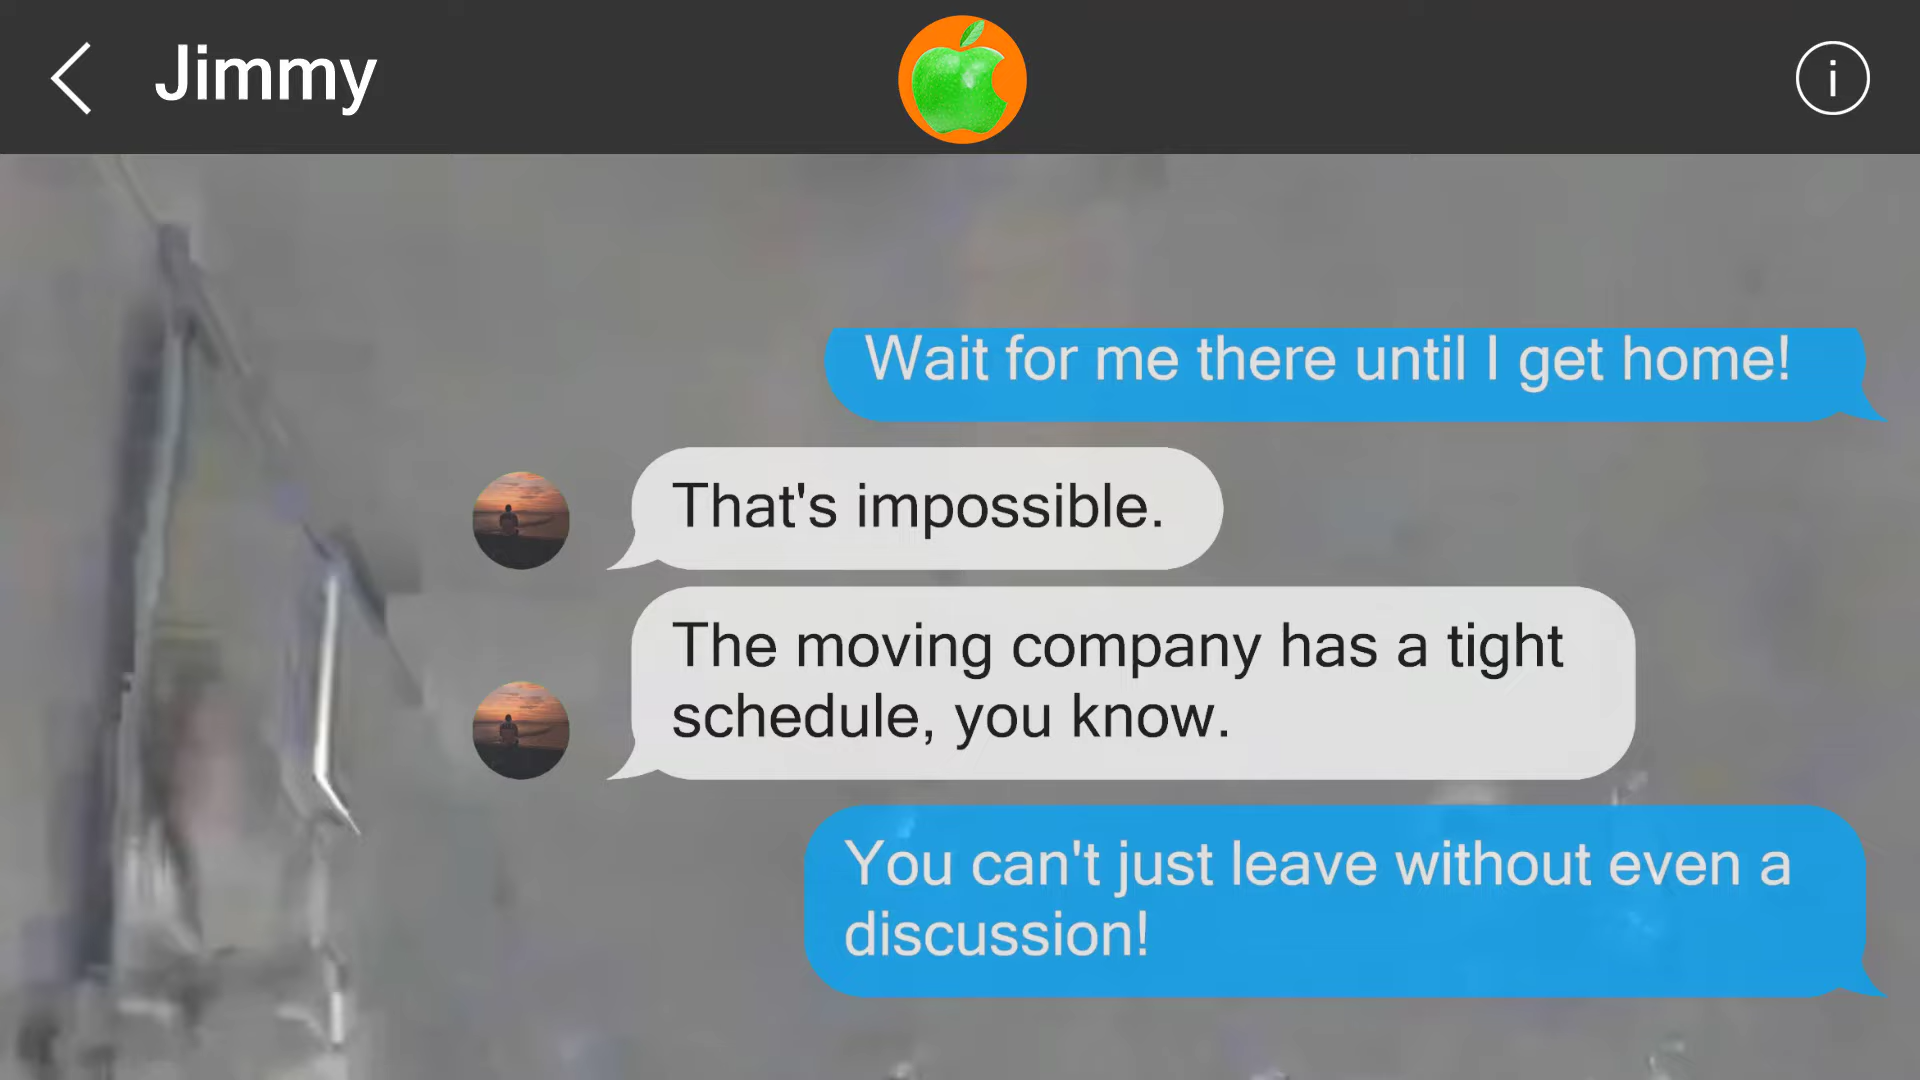 Jimmy
i
Wait for me there until I get home!
That's impossible.
The moving company has a tight
schedule, you know.
You can't just leave without even a
discussion!